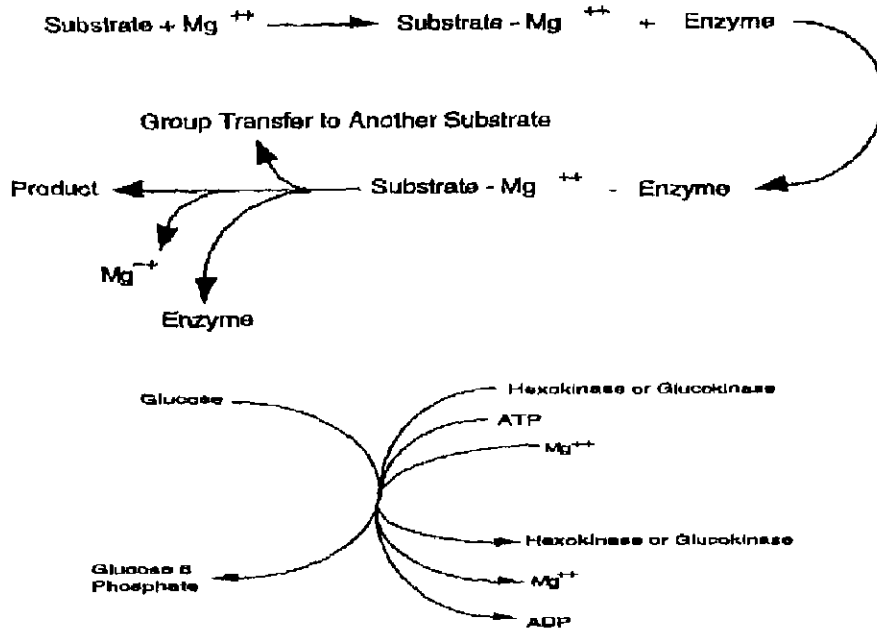 Substrate + Mg ++ Substrate - Mg ++ + Enzyme
Group Transfer to Another Substrate
Product Substrate - Mg ++ - Enzyme
Mg-+
Enzyme
Glucose Hexokinase or Glucokinase
ATP
Mg++
Hexokinase or Glucokinase
Glucose 6
Phosphate
Mg++
ADP